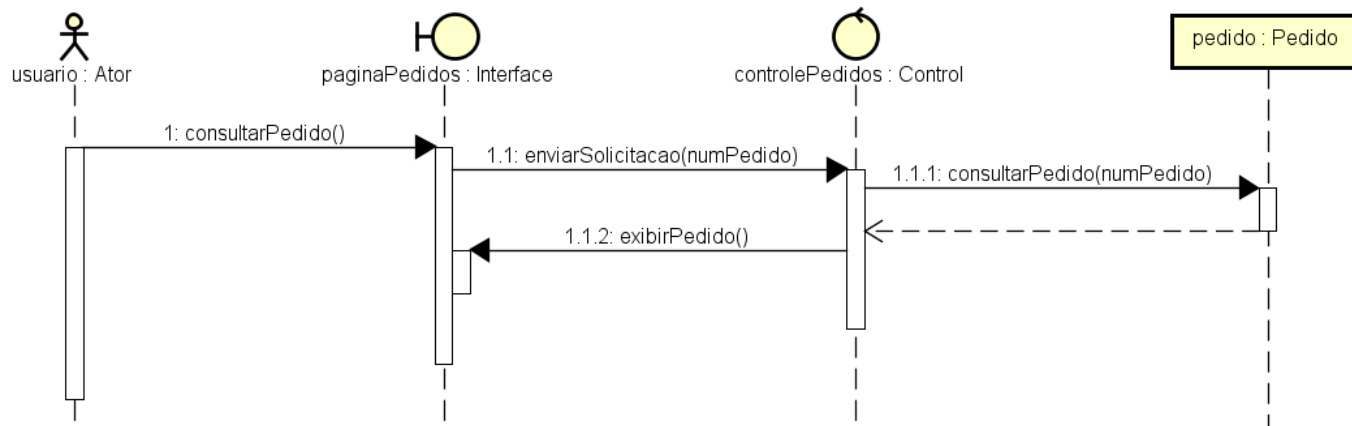 pedido : Pedido
usuario : Ator
paginaPedidos : Interface
controlePedidos : Control
1: consultarPedido()
1.1: enviarSolicitacao(numPedido)
1.1.1: consultarPedido(numPedido)
1.1.2: exibirPedido()